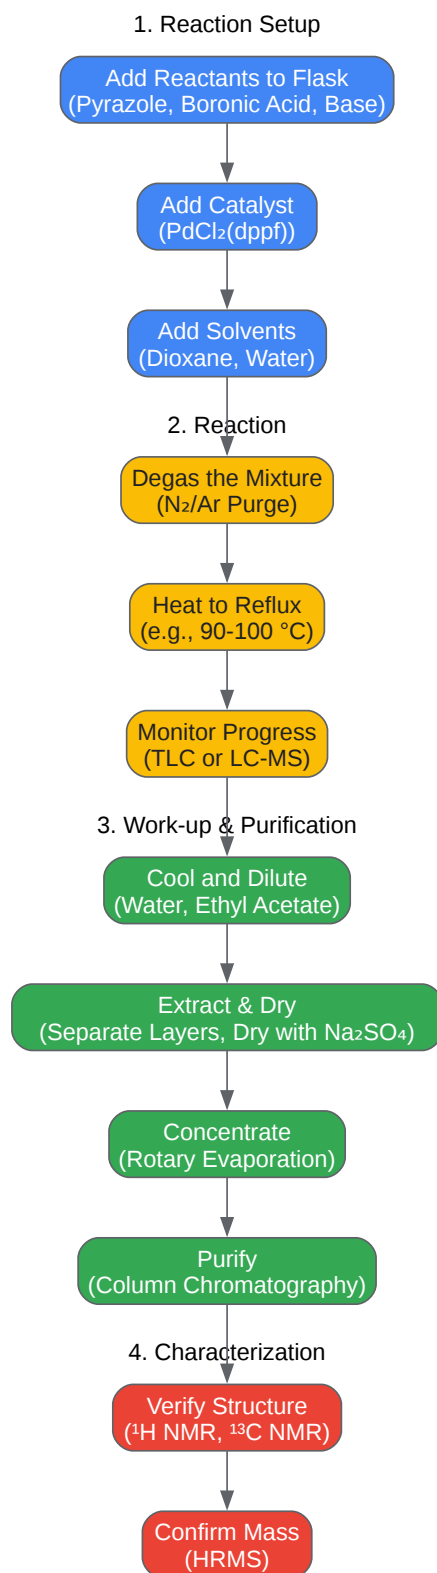 1. Reaction Setup
Add Reactants to Flask
(Pyrazole, Boronic Acid, Base)
Add Catalyst
(PdCl₂(dppf))
Add Solvents
(Dioxane, Water)
2. Reaction
Degas the Mixture
(N₂/Ar Purge)
Heat to Reflux
(e.g., 90-100 °C)
Monitor Progress
(TLC or LC-MS)
3. Work-up & Purification
Cool and Dilute
(Water, Ethyl Acetate)
Extract & Dry
(Separate Layers, Dry with Na₂SO₄)
Concentrate
(Rotary Evaporation)
Purify
(Column Chromatography)
4. Characterization
Verify Structure
(¹H NMR, ¹³C NMR)
Confirm Mass
(HRMS)